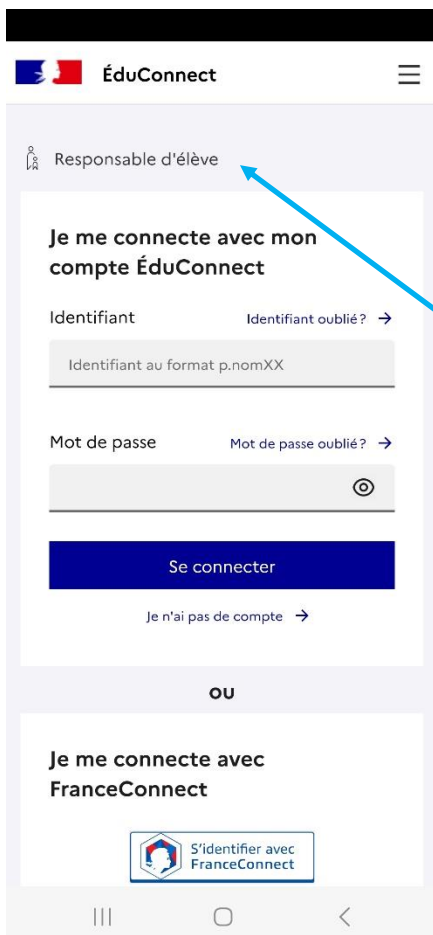 ÉduConnect
Responsable d'élève
Je me connecte avec mon
compte ÉduConnect
Identifiant Identifiant oublié? →
Identifiant au format p.nomXX
Mot de passe Mot de passe oublié? →
Se connecter
Je n'ai pas de compte →
ou
Je me connecte avec
FranceConnect
S'identifier avec
FranceConnect